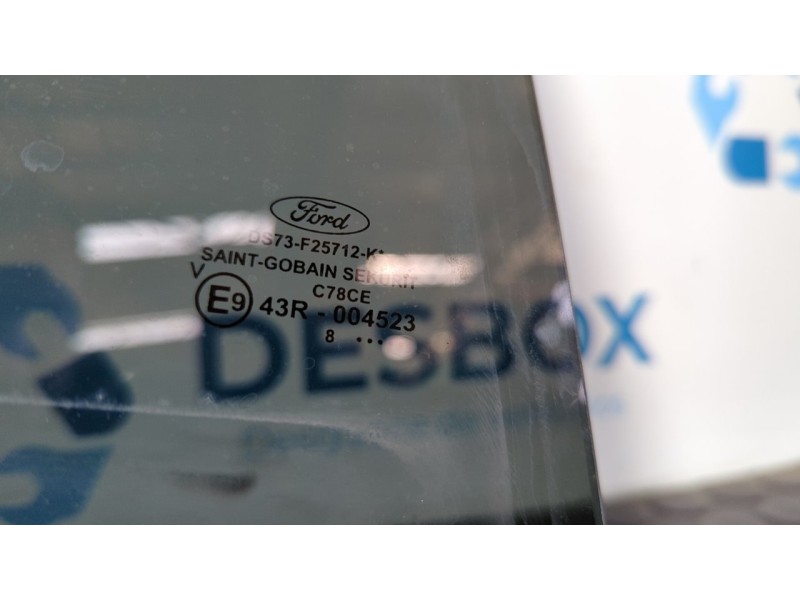 Ford
DS73-F25712-K*
SAINT-GOBAIN SEKURIT
C78CE
V
E9 43R - 004523
8 ...
DESBOX